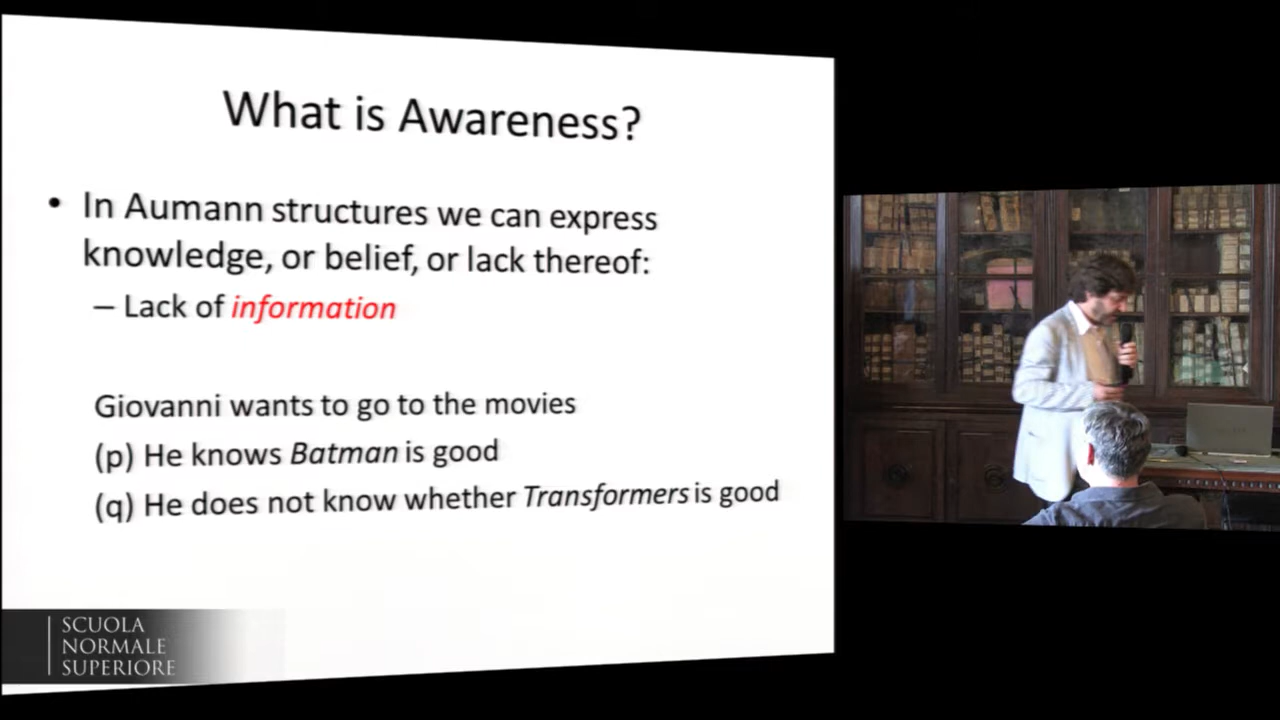 What is Awareness?
• In Aumann structures we can express
knowledge, or belief, or lack thereof:
– Lack of information
Giovanni wants to go to the movies
(p) He knows Batman is good
(q) He does not know whether Transformers is good
SCUOLA
NORMALE
SUPERIORE